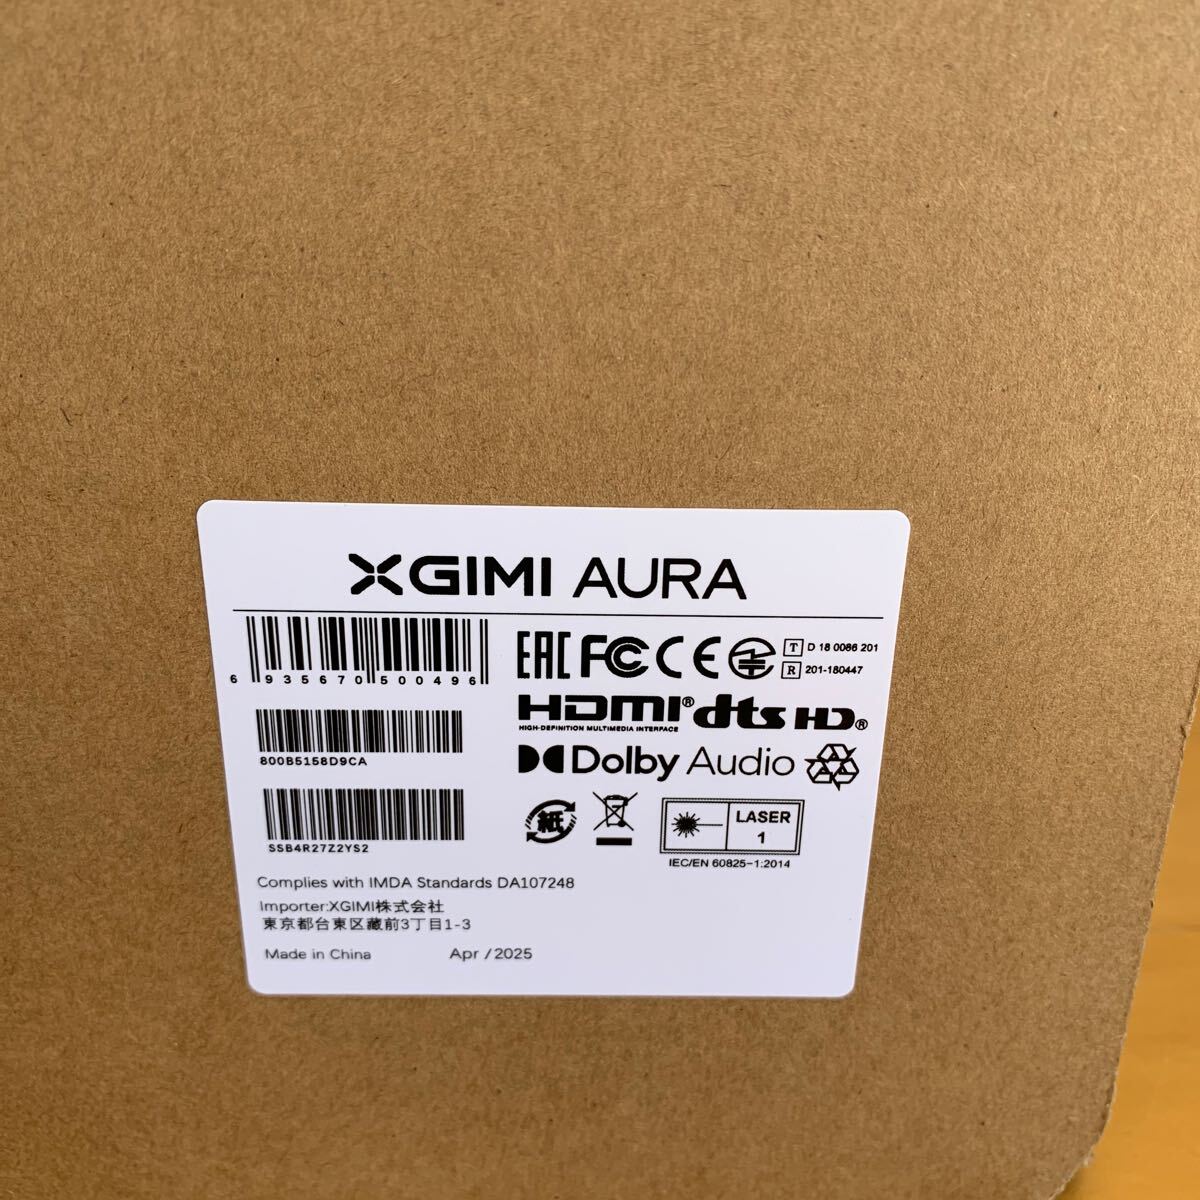 XGIMI AURA
6 935670 500496
800B5158D9CA
SSB4R27Z2YS2
EAC FC CE T D 18 0086 201
R 201-180447
HDMI® dts HD®
HIGH-DEFINITION MULTIMEDIA INTERFACE
Dolby Audio
紙
LASER
1
IEC/EN 60825-1:2014
Complies with IMDA Standards DA107248
Importer:XGIMI株式会社
東京都台東区蔵前3丁目1-3
Made in China Apr / 2025